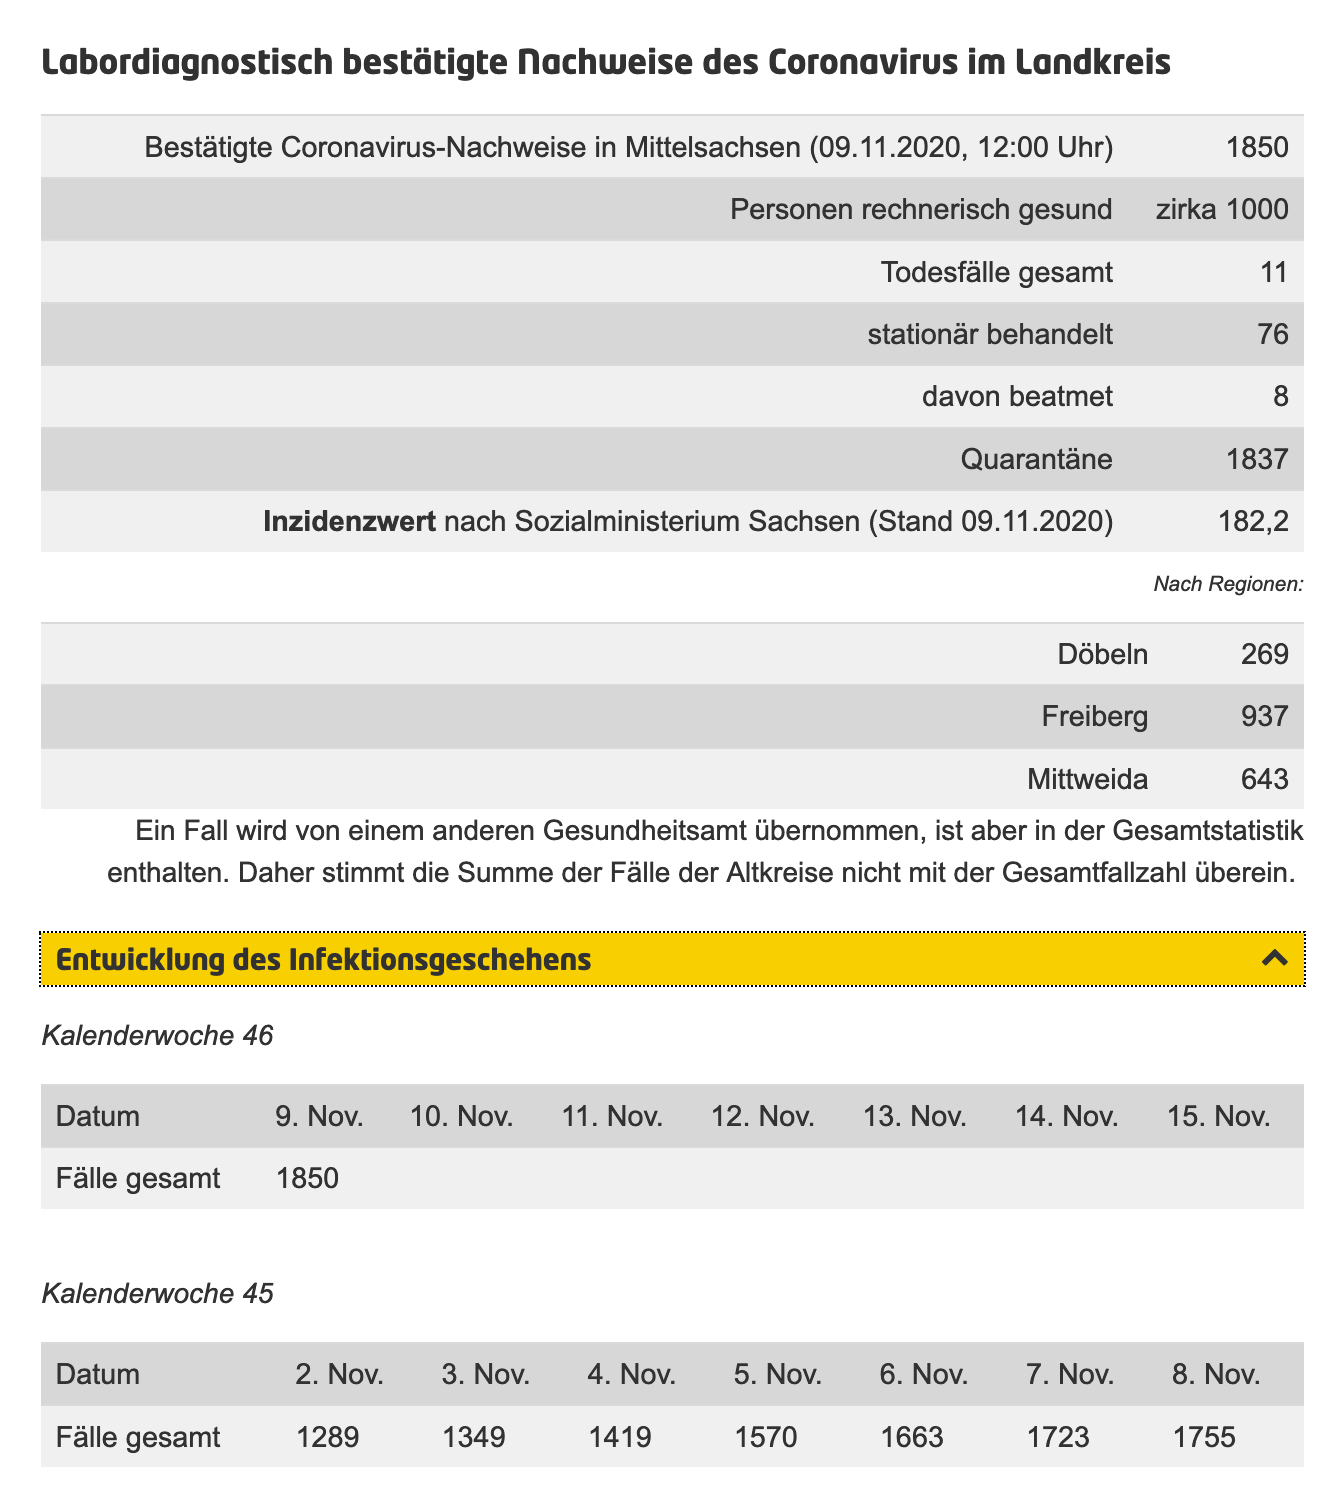 Labordiagnostisch bestätigte Nachweise des Coronavirus im Landkreis
Bestätigte Coronavirus-Nachweise in Mittelsachsen (09.11.2020, 12:00 Uhr) 1850
Personen rechnerisch gesund zirka 1000
Todesfälle gesamt 11
stationär behandelt 76
davon beatmet 8
Quarantäne 1837
Inzidenzwert nach Sozialministerium Sachsen (Stand 09.11.2020) 182,2
Nach Regionen:
Döbeln 269
Freiberg 937
Mittweida 643
Ein Fall wird von einem anderen Gesundheitsamt übernommen, ist aber in der Gesamtstatistik
enthalten. Daher stimmt die Summe der Fälle der Altkreise nicht mit der Gesamtfallzahl überein.
Entwicklung des Infektionsgeschehens
Kalenderwoche 46
Datum 9. Nov. 10. Nov. 11. Nov. 12. Nov. 13. Nov. 14. Nov. 15. Nov.
Fälle gesamt 1850
Kalenderwoche 45
Datum 2. Nov. 3. Nov. 4. Nov. 5. Nov. 6. Nov. 7. Nov. 8. Nov.
Fälle gesamt 1289 1349 1419 1570 1663 1723 1755